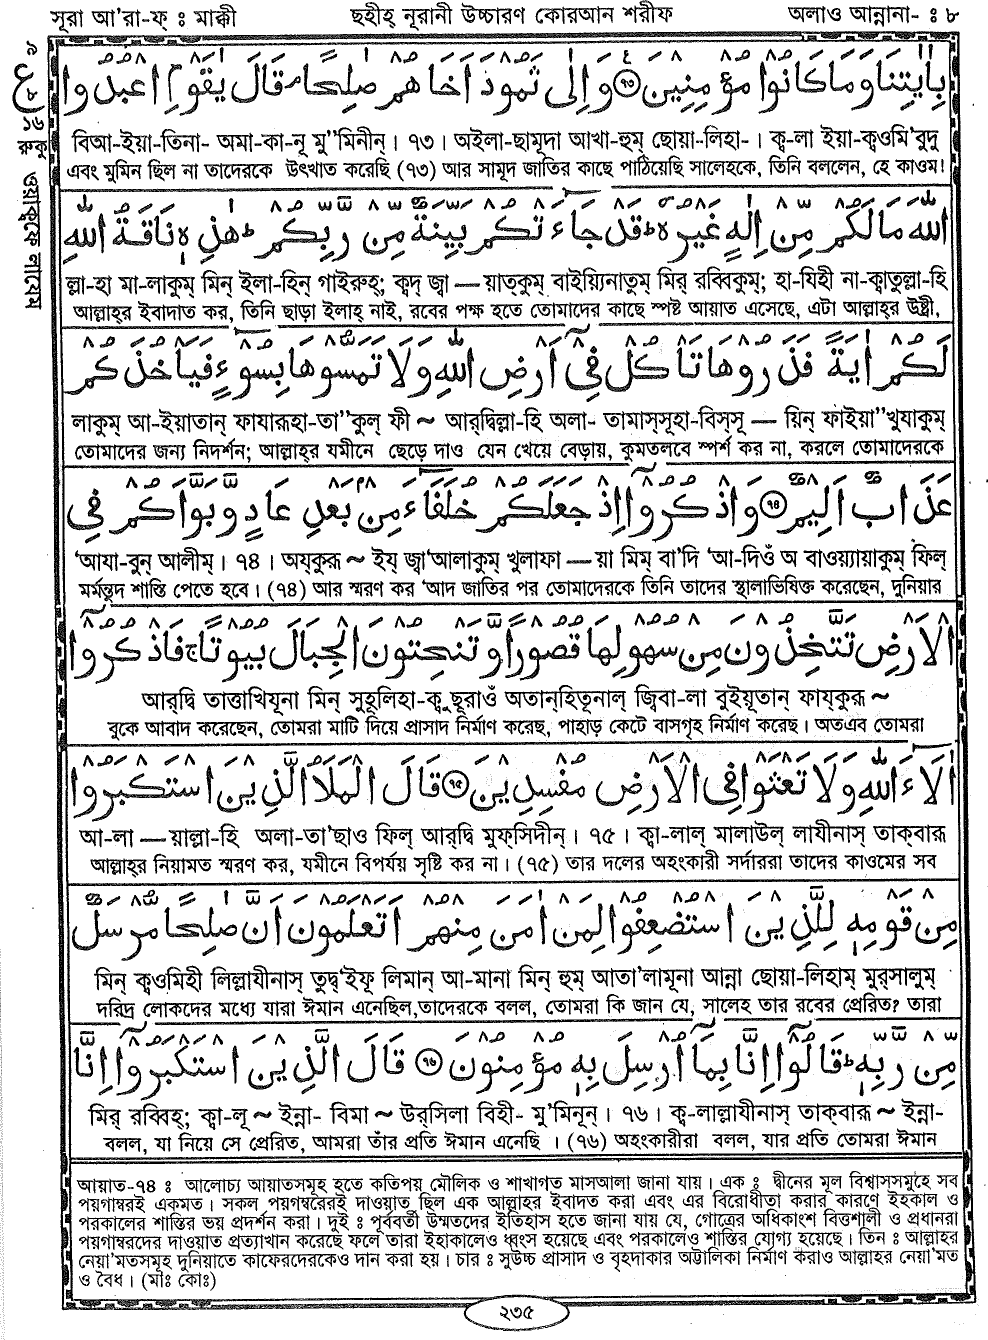 সূরা আ'রা-ফ্ ঃ মাক্কী ছহীহ্ নূরানী উচ্চারণ কোরআন শরীফ অলাও আন্নানা- ঃ ৮
بِاٰيٰتِنَا وَمَا كَانُوْا مُؤْمِنِيْنَ ﴿٧٢﴾ وَاِلٰى ثَمُوْدَ اَخَاهُمْ صٰلِحًا ۘ قَالَ يٰقَوْمِ اعْبُدُوا
বিআ-ইয়া-তিনা- অমা-কা-নূ মু''মিনীন্। ৭৩। অইলা-ছামূদা আখা-হুম্ ছোয়া-লিহা-। ক্ব-লা ইয়া-ক্বওমি'বুদু
এবং মুমিন ছিল না তাদেরকে উৎখাত করেছি (৭৩) আর সামূদ জাতির কাছে পাঠিয়েছি সালেহকে, তিনি বললেন, হে কাওম!
اللّٰهَ مَا لَكُمْ مِّنْ اِلٰهٍ غَيْرُهٗ ؕ قَدْ جَآءَتْكُمْ بَيِّنَةٌ مِّنْ رَّبِّكُمْ ؕ هٰذِهٖ نَاقَةُ اللّٰهِ
ল্লা-হা মা-লাকুম্ মিন্ ইলা-হিন্ গাইরুহ্; ক্বদ্ জ্বা — য়াত্কুম্ বাইয়্যিনাতুম্ মির্ রব্বিকুম্; হা-যিহী না-ক্বাতুল্লা-হি
আল্লাহ্র ইবাদাত কর, তিনি ছাড়া ইলাহ্ নাই, রবের পক্ষ হতে তোমাদের কাছে স্পষ্ট আয়াত এসেছে, এটা আল্লাহ্র উষ্ট্রী,
لَكُمْ اٰيَةً فَذَرُوْهَا تَاْكُلْ فِيْٓ اَرْضِ اللّٰهِ وَلَا تَمَسُّوْهَا بِسُوْٓءٍ فَيَاْخُذَكُمْ
লাকুম্ আ-ইয়াতান্ ফাযারূহা-তা''কুল্ ফী ~ আর্দ্বিল্লা-হি অলা- তামাস্সূহা-বিস্সূ — য়িন্ ফাইয়া''খুযাকুম্
তোমাদের জন্য নিদর্শন; আল্লাহ্র যমীনে ছেড়ে দাও যেন খেয়ে বেড়ায়, কুমতলবে স্পর্শ কর না, করলে তোমাদেরকে
عَذَابٌ اَلِيْمٌ ﴿٧٣﴾ وَاذْكُرُوْٓا اِذْ جَعَلَكُمْ خُلَفَآءَ مِنْۢ بَعْدِ عَادٍ وَّبَوَّاَكُمْ فِى
'আযা-বুন্ আলীম্। ৭৪। অয্কুরূ ~ ইয্ জ্বা'আলাকুম্ খুলাফা — য়া মিম্ বা'দি 'আ-দিওঁ অ বাওয়্যায়াকুম্ ফিল্
মর্মন্তুদ শাস্তি পেতে হবে। (৭৪) আর স্মরণ কর 'আদ জাতির পর তোমাদেরকে তিনি তাদের স্থালাভিষিক্ত করেছেন, দুনিয়ার
الْاَرْضِ تَتَّخِذُوْنَ مِنْ سُهُوْلِهَا قُصُوْرًا وَّتَنْحِتُوْنَ الْجِبَالَ بُيُوْتًا ۚ فَاذْكُرُوْٓا
আর্দ্বি তাত্তাখিযূনা মিন্ সুহূলিহা-ক্বুছূরাওঁ অতান্হিতূনাল্ জ্বিবা-লা বুইয়ূতান্ ফায্কুরূ ~
বুকে আবাদ করেছেন, তোমরা মাটি দিয়ে প্রাসাদ নির্মাণ করেছ, পাহাড় কেটে বাসগৃহ নির্মাণ করেছ। অতএব তোমরা
اٰلَآءَ اللّٰهِ وَلَا تَعْثَوْا فِى الْاَرْضِ مُفْسِدِيْنَ ﴿٧٤﴾ قَالَ الْمَلَاُ الَّذِيْنَ اسْتَكْبَرُوْا
আ-লা — য়াল্লা-হি অলা-তা'ছাও ফিল্ আর্দ্বি মুফ্সিদীন্। ৭৫। ক্বা-লাল্ মালাউল্ লাযীনাস্ তাক্বারূ
আল্লাহ্র নিয়ামত স্মরণ কর, যমীনে বিপর্যয় সৃষ্টি কর না। (৭৫) তার দলের অহংকারী সর্দাররা তাদের কাওমের সব
مِنْ قَوْمِهٖ لِلَّذِيْنَ اسْتُضْعِفُوْا لِمَنْ اٰمَنَ مِنْهُمْ اَتَعْلَمُوْنَ اَنَّ صٰلِحًا مُّرْسَلٌ
মিন্ ক্বওমিহী লিল্লাযীনাস্ তুদ্ব'ইফূ লিমান্ আ-মানা মিন্ হুম্ আতা'লামূনা আন্না ছোয়া-লিহাম্ মুর্সালুম্
দরিদ্র লোকদের মধ্যে যারা ঈমান এনেছিল, তাদেরকে বলল, তোমরা কি জান যে, সালেহ তার রবের প্রেরিত? তারা
مِّنْ رَّبِّهٖ ؕ قَالُوْٓا اِنَّا بِمَآ اُرْسِلَ بِهٖ مُؤْمِنُوْنَ ﴿٧٥﴾ قَالَ الَّذِيْنَ اسْتَكْبَرُوْٓا اِنَّا
মির্ রব্বিহ্; ক্বা-লূ ~ ইন্না- বিমা ~ উর্সিলা বিহী- মু'মিনূন্। ৭৬। ক্ব-লাল্লাযীনাস্ তাক্বারূ ~ ইন্না-
বলল, যা নিয়ে সে প্রেরিত, আমরা তাঁর প্রতি ঈমান এনেছি। (৭৬) অহংকারীরা বলল, যার প্রতি তোমরা ঈমান
আয়াত-৭৪ ঃ আলোচ্য আয়াতসমূহ হতে কতিপয় মৌলিক ও শাখাগত মাসআলা জানা যায়। এক ঃ দ্বীনের মূল বিশ্বাসসমূহে সব
পয়গাম্বরই একমত। সকল পয়গম্বরেরই দাওয়াত ছিল এক আল্লাহর ইবাদত করা এবং এর বিরোধীতা করার কারণে ইহকাল ও
পরকালের শাস্তির ভয় প্রদর্শন করা। দুই ঃ পূর্ববর্তী উম্মতদের ইতিহাস হতে জানা যায় যে, গোত্রের অধিকাংশ বিত্তশালী ও প্রধানরা
পয়গাম্বরদের দাওয়াত প্রত্যাখান করেছে ফলে তারা ইহাকালেও ধ্বংস হয়েছে এবং পরকালেও শাস্তির যোগ্য হয়েছে। তিন ঃ আল্লাহর
নেয়া'মতসমূহ দুনিয়াতে কাফেরদেরকেও দান করা হয়। চার ঃ সুউচ্চ প্রাসাদ ও বৃহদাকার অট্টালিকা নির্মাণ করাও আল্লাহর নেয়া'মত
ও বৈধ। (মাঃ কোঃ)
২৩৫
ع
৮
১৬
রুকু
ওয়াক্বফে লাযেম